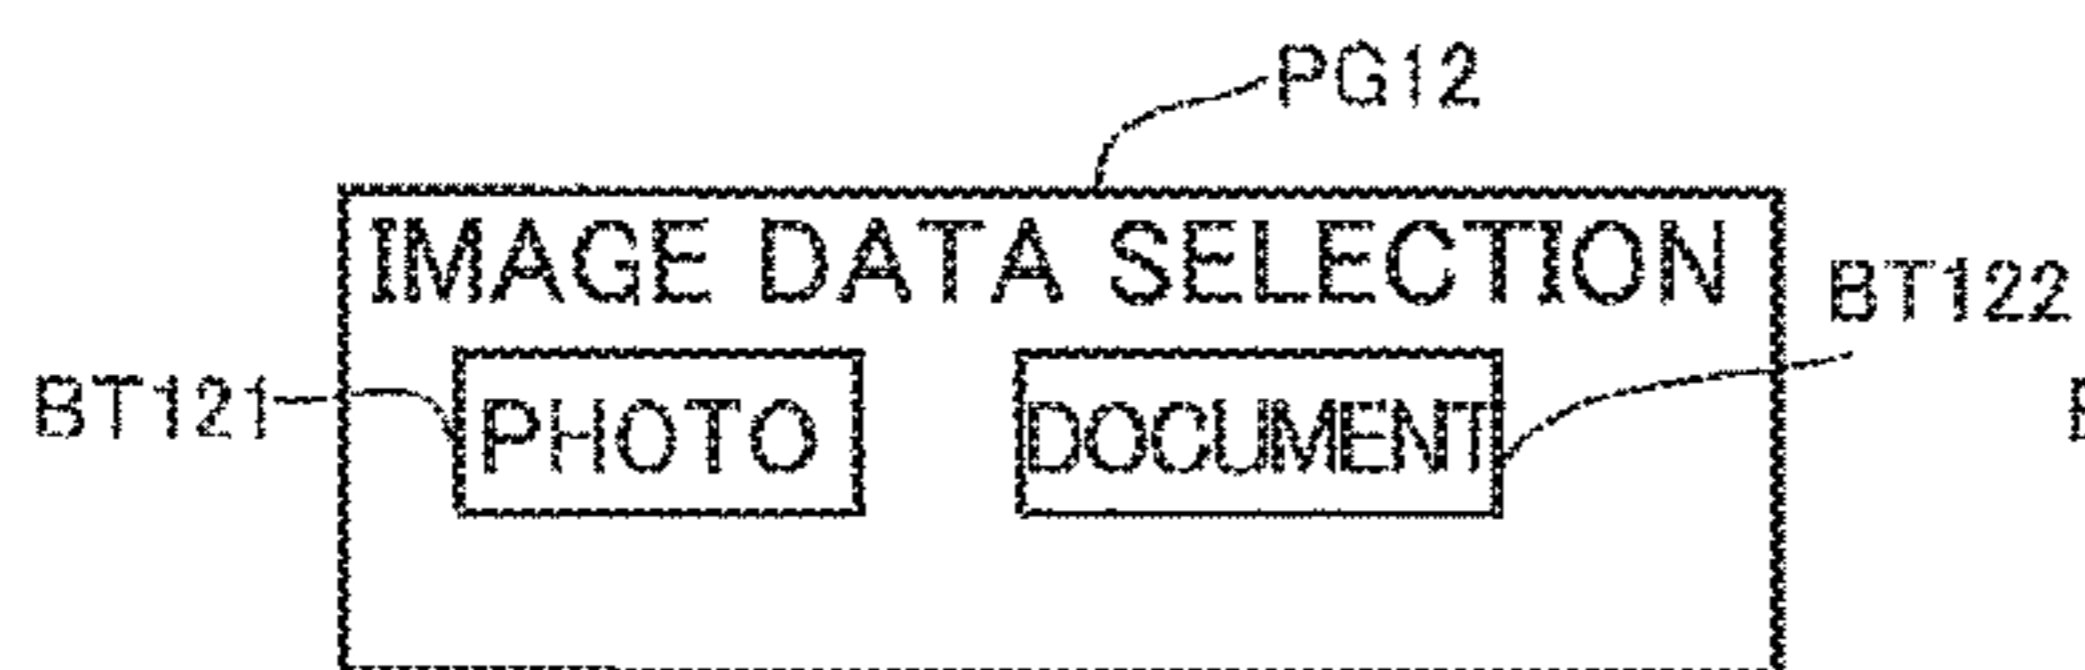 PG12
IMAGE DATA SELECTION
BT122
BT121
PHOTO
DOCUMENT